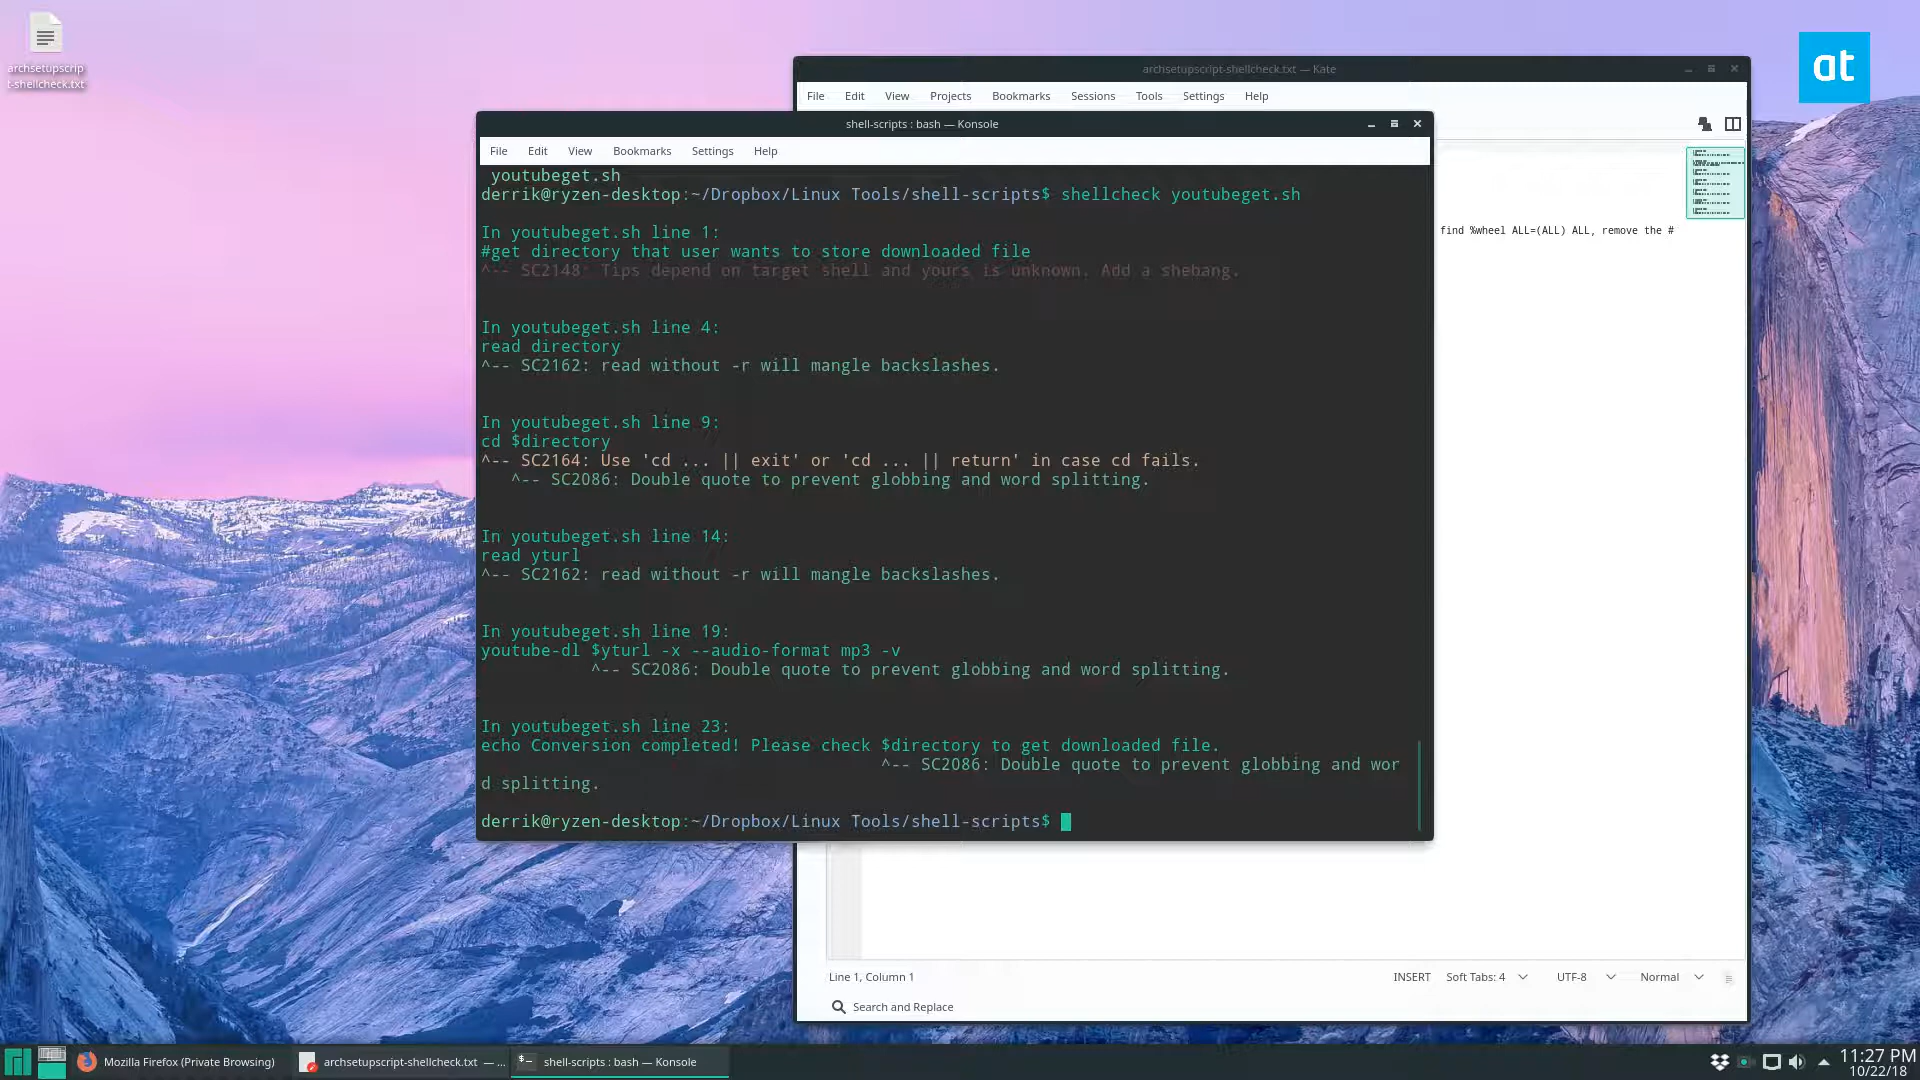 archsetupscrip
t-shellcheck.txt
at
archsetupscript-shellcheck.txt — Kate
File Edit View Projects Bookmarks Sessions Tools Settings Help
find %wheel ALL=(ALL) ALL, remove the #
shell-scripts : bash — Konsole
File Edit View Bookmarks Settings Help
youtubeget.sh
derrik@ryzen-desktop:~/Dropbox/Linux Tools/shell-scripts$ shellcheck youtubeget.sh
In youtubeget.sh line 1:
#get directory that user wants to store downloaded file
^-- SC2148: Tips depend on target shell and yours is unknown. Add a shebang.
In youtubeget.sh line 4:
read directory
^-- SC2162: read without -r will mangle backslashes.
In youtubeget.sh line 9:
cd $directory
^-- SC2164: Use 'cd ... || exit' or 'cd ... || return' in case cd fails.
^-- SC2086: Double quote to prevent globbing and word splitting.
In youtubeget.sh line 14:
read yturl
^-- SC2162: read without -r will mangle backslashes.
In youtubeget.sh line 19:
youtube-dl $yturl -x --audio-format mp3 -v
^-- SC2086: Double quote to prevent globbing and word splitting.
In youtubeget.sh line 23:
echo Conversion completed! Please check $directory to get downloaded file.
^-- SC2086: Double quote to prevent globbing and wor
d splitting.
derrik@ryzen-desktop:~/Dropbox/Linux Tools/shell-scripts$
Line 1, Column 1 INSERT Soft Tabs: 4 UTF-8 Normal
Search and Replace
Mozilla Firefox (Private Browsing) archsetupscript-shellcheck.txt — ... shell-scripts : bash — Konsole 11:27 PM
10/22/18